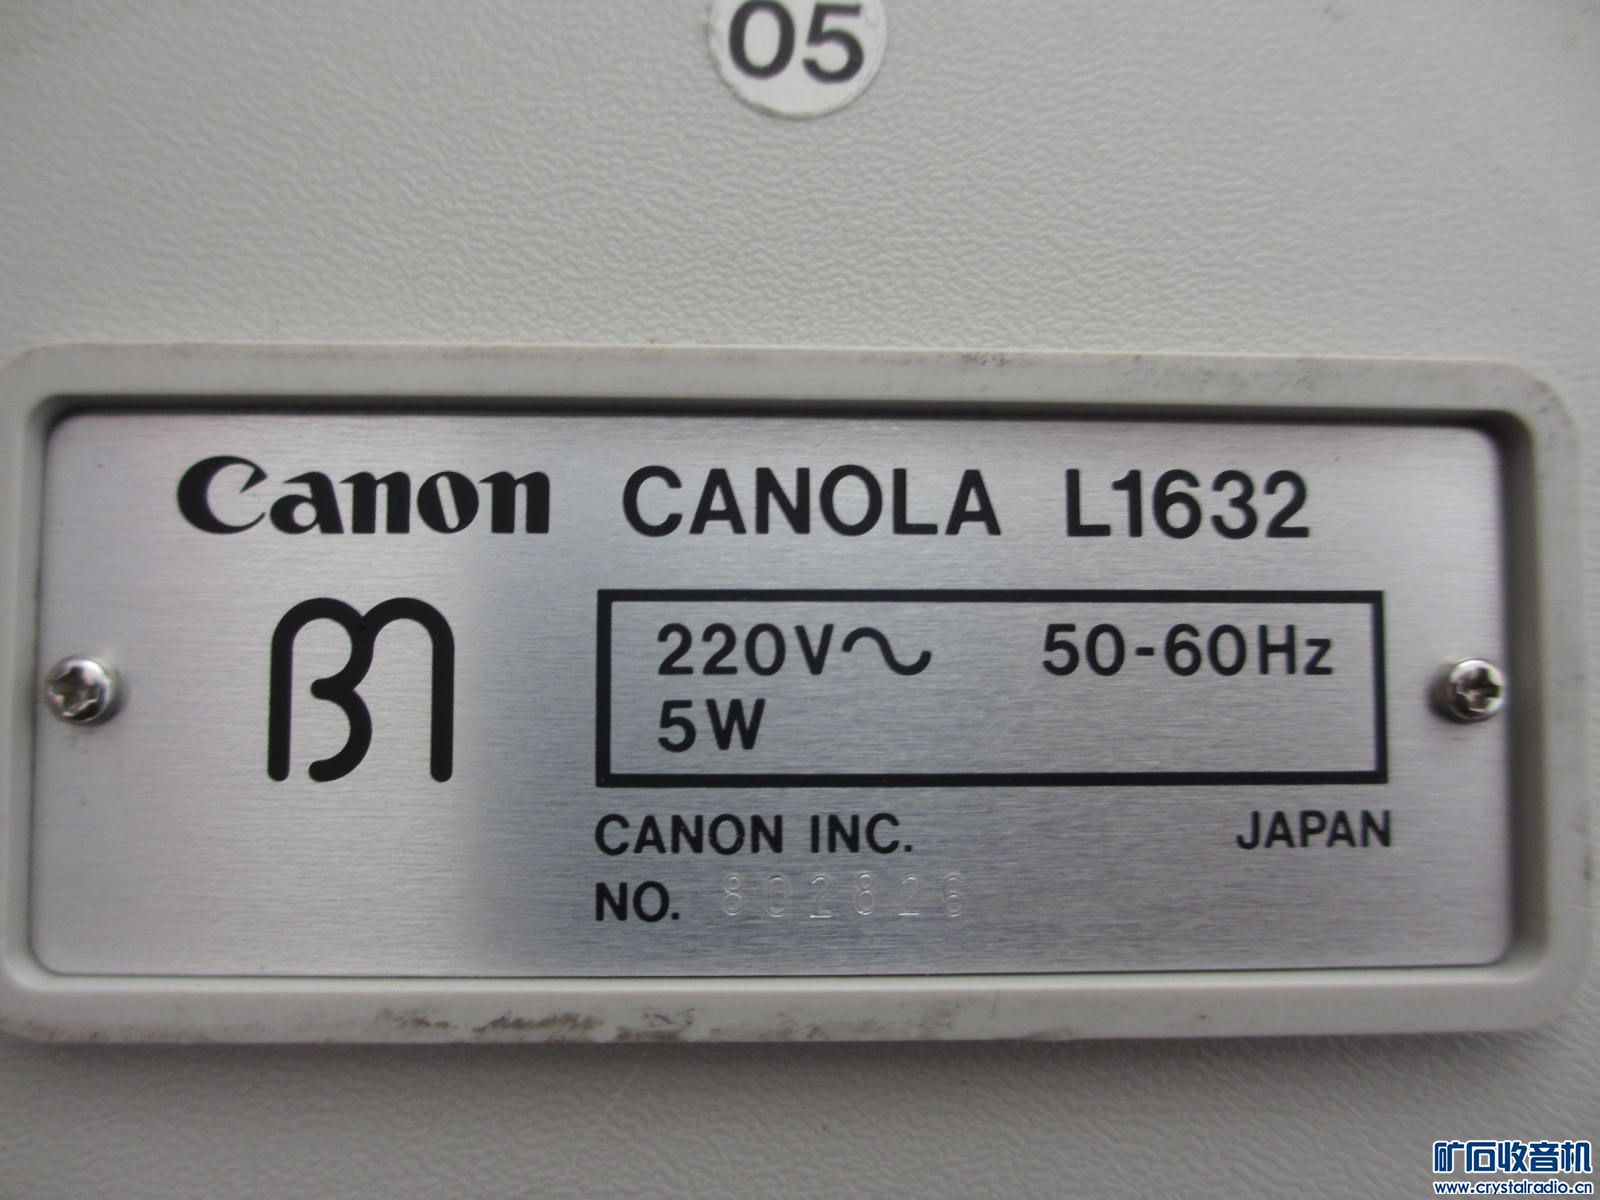 05
Canon CANOLA L1632
220V~ 50-60Hz
5W
CANON INC. JAPAN
NO. 802826
矿石收音机
www.crystalradio.cn